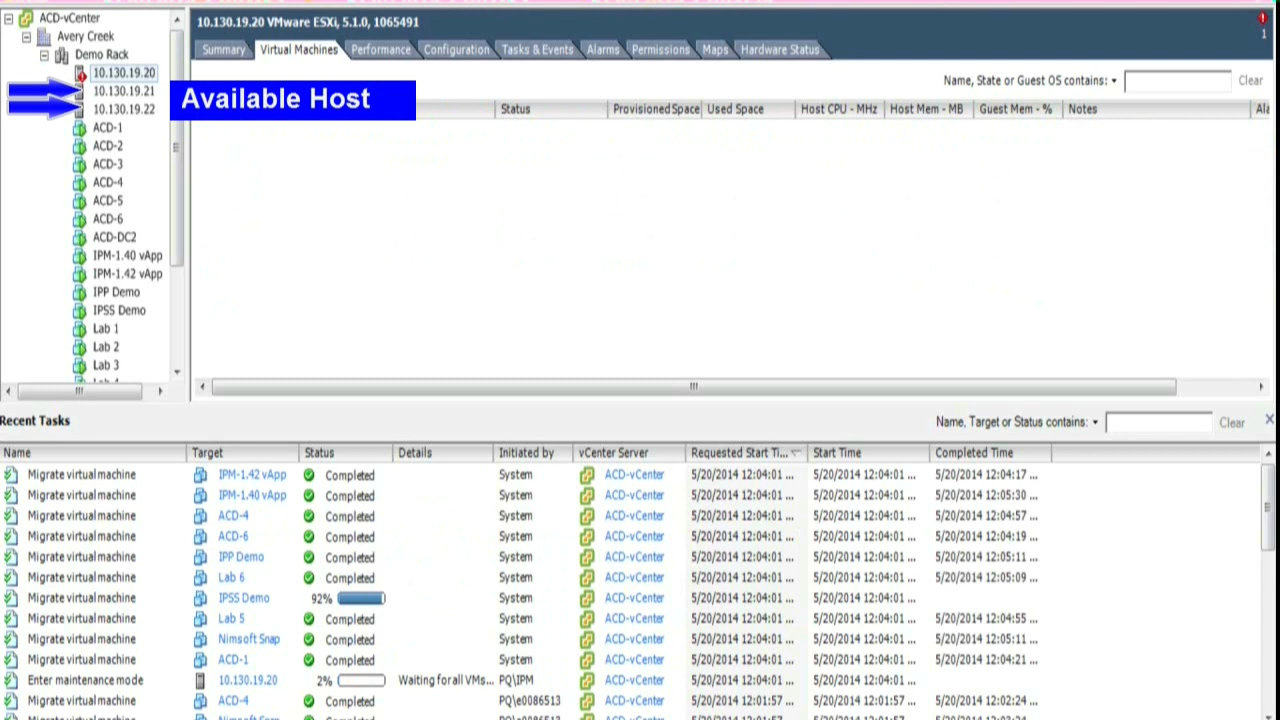 ACD-vCenter
Avery Creek
Demo Rack
10.130.19.20
10.130.19.21
10.130.19.22
ACD-1
ACD-2
ACD-3
ACD-4
ACD-5
ACD-6
ACD-DC2
IPM-1.40 vApp
IPM-1.42 vApp
IPP Demo
IPSS Demo
Lab 1
Lab 2
Lab 3
Available Host
10.130.19.20 VMware ESXi, 5.1.0, 1065491
1
Summary Virtual Machines Performance Configuration Tasks & Events Alarms Permissions Maps Hardware Status
Name, State or Guest OS contains: Clear
Status Provisioned Space Used Space Host CPU - MHz Host Mem - MB Guest Mem - % Notes Ala
Recent Tasks Name, Target or Status contains: Clear
Name Target Status Details Initiated by vCenter Server Requested Start Ti... Start Time Completed Time
Migrate virtual machine IPM-1.42 vApp Completed System ACD-vCenter 5/20/2014 12:04:01 ... 5/20/2014 12:04:01 ... 5/20/2014 12:04:17 ...
Migrate virtual machine IPM-1.40 vApp Completed System ACD-vCenter 5/20/2014 12:04:01 ... 5/20/2014 12:04:01 ... 5/20/2014 12:05:30 ...
Migrate virtual machine ACD-4 Completed System ACD-vCenter 5/20/2014 12:04:01 ... 5/20/2014 12:04:01 ... 5/20/2014 12:04:57 ...
Migrate virtual machine ACD-6 Completed System ACD-vCenter 5/20/2014 12:04:01 ... 5/20/2014 12:04:01 ... 5/20/2014 12:04:19 ...
Migrate virtual machine IPP Demo Completed System ACD-vCenter 5/20/2014 12:04:01 ... 5/20/2014 12:04:01 ... 5/20/2014 12:05:11 ...
Migrate virtual machine Lab 6 Completed System ACD-vCenter 5/20/2014 12:04:01 ... 5/20/2014 12:04:01 ... 5/20/2014 12:05:09 ...
Migrate virtual machine IPSS Demo 92% System ACD-vCenter 5/20/2014 12:04:01 ... 5/20/2014 12:04:01 ...
Migrate virtual machine Lab 5 Completed System ACD-vCenter 5/20/2014 12:04:01 ... 5/20/2014 12:04:01 ... 5/20/2014 12:04:55 ...
Migrate virtual machine Nimsoft Snap Completed System ACD-vCenter 5/20/2014 12:04:01 ... 5/20/2014 12:04:01 ... 5/20/2014 12:05:11 ...
Migrate virtual machine ACD-1 Completed System ACD-vCenter 5/20/2014 12:04:01 ... 5/20/2014 12:04:01 ... 5/20/2014 12:04:21 ...
Enter maintenance mode 10.130.19.20 2% Waiting for all VMs... PQ\IPM ACD-vCenter 5/20/2014 12:04:01 ... 5/20/2014 12:04:01 ...
Migrate virtual machine ACD-4 Completed PQ\e0086513 ACD-vCenter 5/20/2014 12:01:57 ... 5/20/2014 12:01:57 ... 5/20/2014 12:02:24 ...